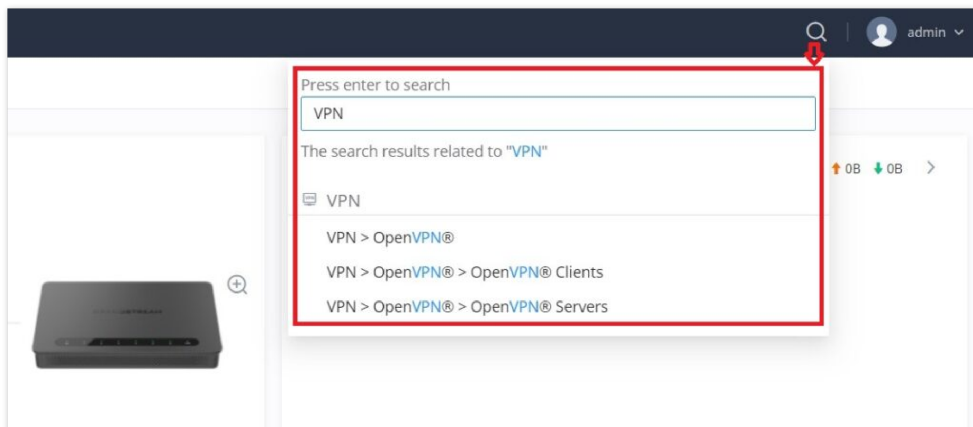 admin
Press enter to search
VPN
The search results related to "VPN"
0B 0B
VPN
VPN > OpenVPN®
VPN > OpenVPN® > OpenVPN® Clients
VPN > OpenVPN® > OpenVPN® Servers